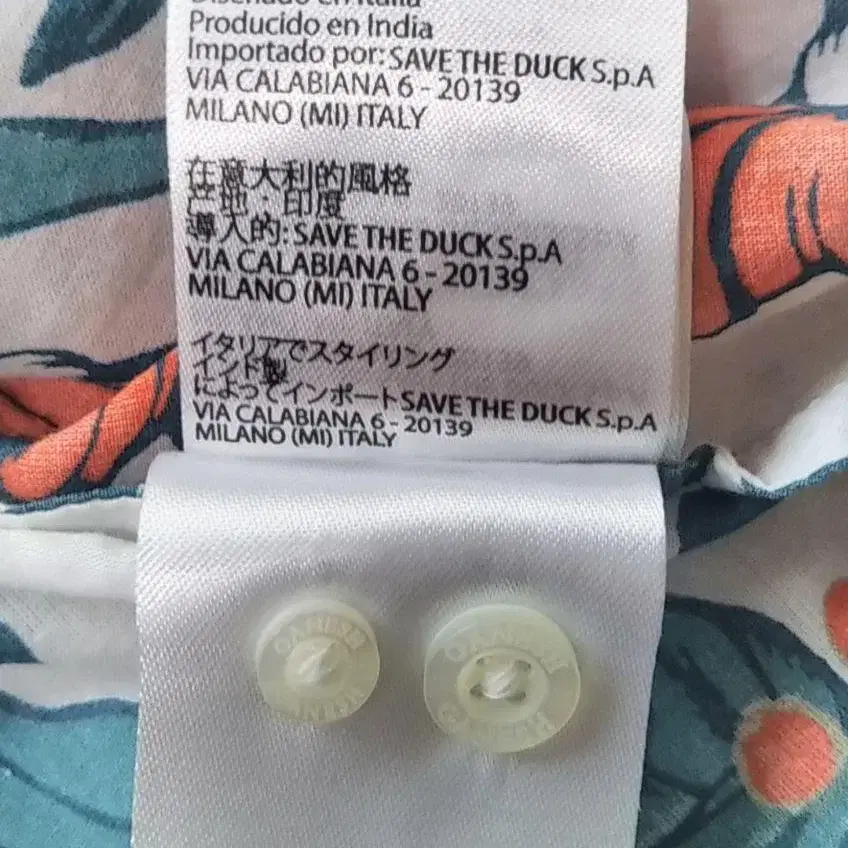 Diseñado en Italia
Producido en India
Importado por: SAVE THE DUCK S.p.A
VIA CALABIANA 6 - 20139
MILANO (MI) ITALY
在意大利的風格
产地：印度
導入的: SAVE THE DUCK S.p.A
VIA CALABIANA 6 - 20139
MILANO (MI) ITALY
イタリアでスタイリング
インド製
によってインポートSAVE THE DUCK S.p.A
VIA CALABIANA 6 - 20139
MILANO (MI) ITALY